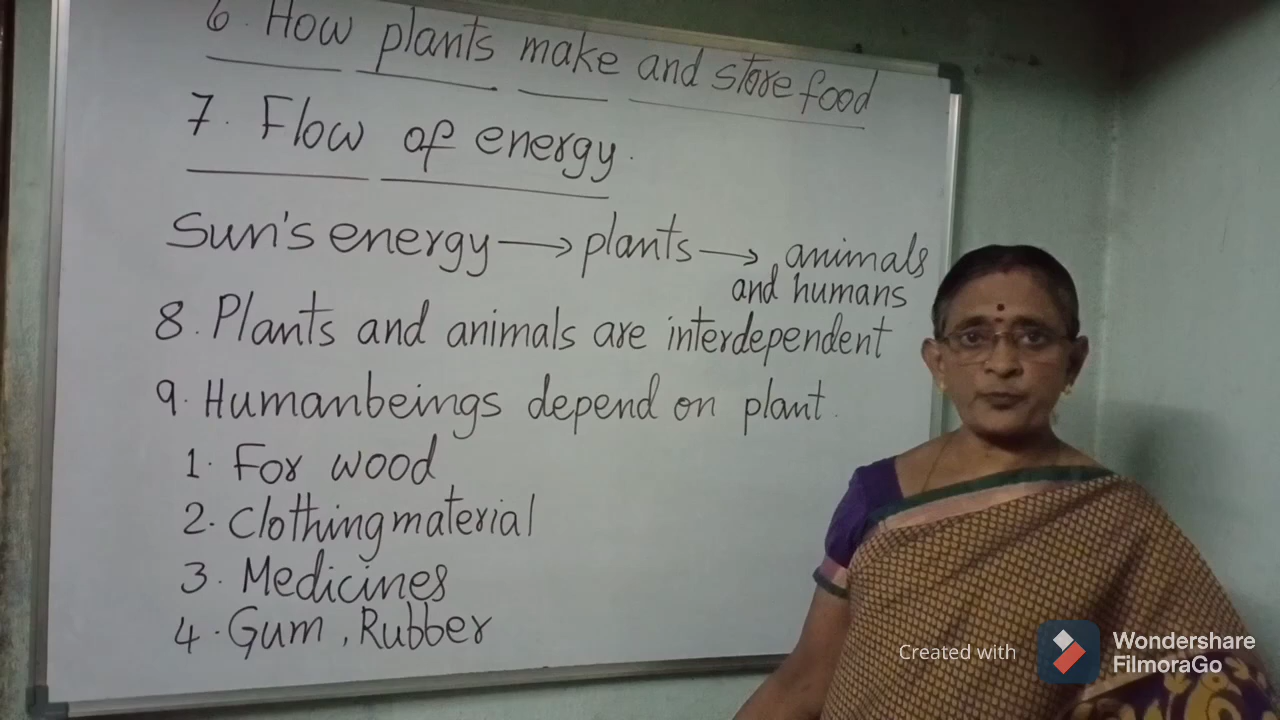 6. How plants make and store food
7. Flow of energy.
Sun's energy → plants → animals
and humans
8. Plants and animals are interdependent
9. Humanbeings depend on plant.
1. For wood
2. Clothingmaterial
3. Medicines
4. Gum, Rubber
Created with Wondershare
FilmoraGo